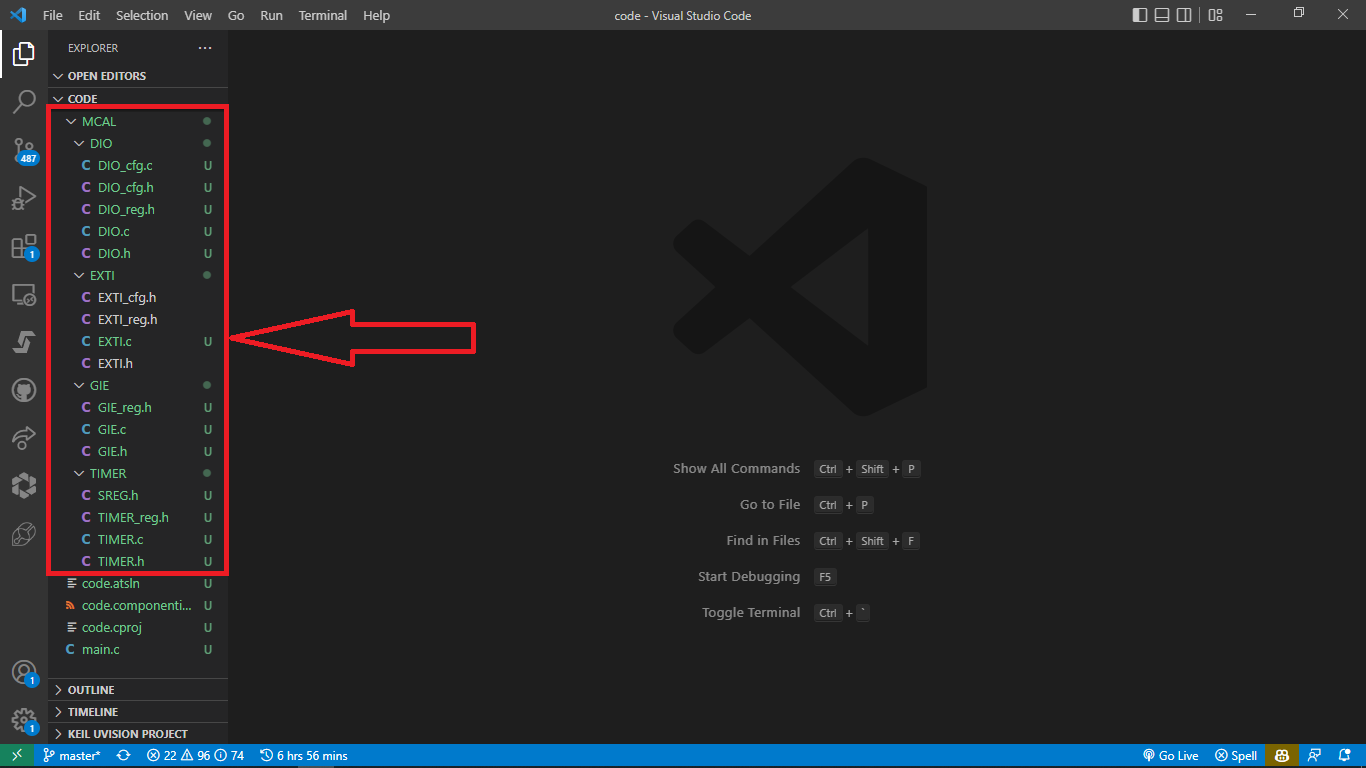 File Edit Selection View Go Run Terminal Help
code - Visual Studio Code
EXPLORER
OPEN EDITORS
CODE
MCAL
DIO
C DIO_cfg.c U
C DIO_cfg.h U
C DIO_reg.h U
C DIO.c U
C DIO.h U
EXTI
C EXTI_cfg.h
C EXTI_reg.h
C EXTI.c U
C EXTI.h
GIE
C GIE_reg.h U
C GIE.c U
C GIE.h U
TIMER
C SREG.h U
C TIMER_reg.h U
C TIMER.c U
C TIMER.h U
code.atsln U
code.componenti... U
code.cproj U
C main.c U
OUTLINE
TIMELINE
KEIL UVISION PROJECT
487
1
1
1
Show All Commands Ctrl + Shift + P
Go to File Ctrl + P
Find in Files Ctrl + Shift + F
Start Debugging F5
Toggle Terminal Ctrl + `
master* 22 96 74 6 hrs 56 mins
Go Live Spell